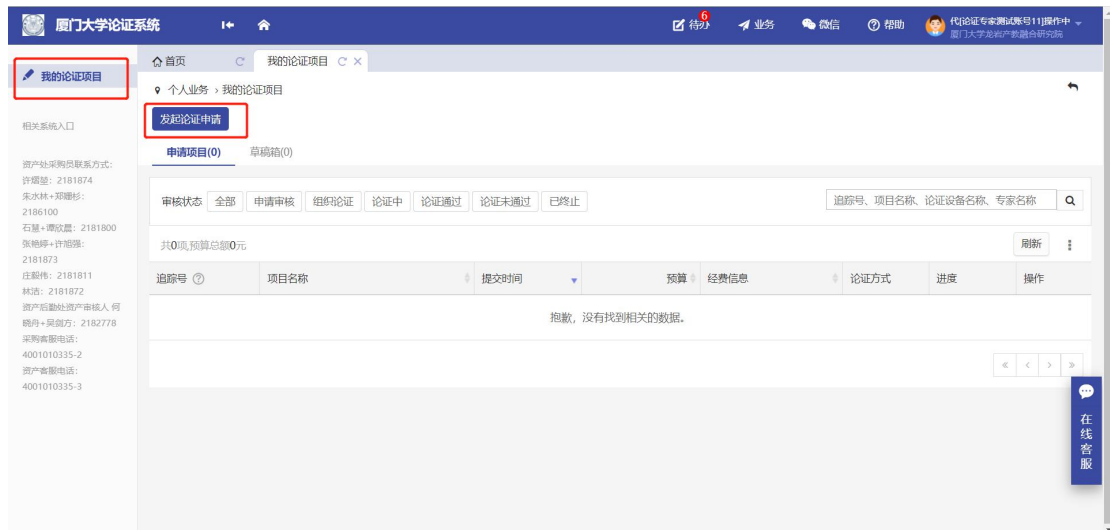 厦门大学论证系统
6
待办
业务
微信
帮助
代[论证专家测试账号11]操作中
厦门大学龙岩产教融合研究院
我的论证项目
首页
我的论证项目
个人业务 › 我的论证项目
发起论证申请
相关系统入口
申请项目(0) 草稿箱(0)
资产处采购员联系方式:
2181874
朱水林+郑珊杉:
2186100
石慧+谭欣晨: 2181800
张艳婷+许旭强:
2181873
庄毅伟: 2181811
林洁: 2181872
资产后勤处资产审核人 何
晓舟+吴剑方: 2182778
采购客服电话:
4001010335-2
资产客服电话:
4001010335-3
审核状态 全部 申请审核 组织论证 论证中 论证通过 论证未通过 已终止
追踪号、项目名称、论证设备名称、专家名称
共0项,预算总额0元
刷新
追踪号 项目名称 提交时间 预算 经费信息 论证方式 进度 操作
抱歉，没有找到相关的数据。
« ‹ › »
在线客服